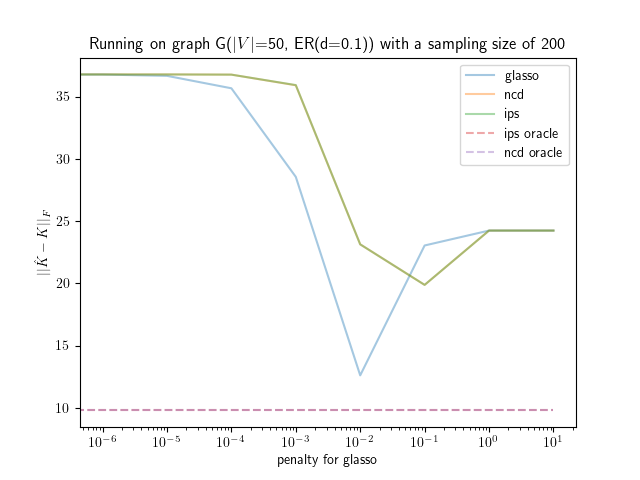 Running on graph G(|V|=50, ER(d=0.1)) with a sampling size of 200
glasso
ncd
ips
ips oracle
ncd oracle
35
30
25
20
15
10
||K̂ − K||_F
10^-6
10^-5
10^-4
10^-3
10^-2
10^-1
10^0
10^1
penalty for glasso